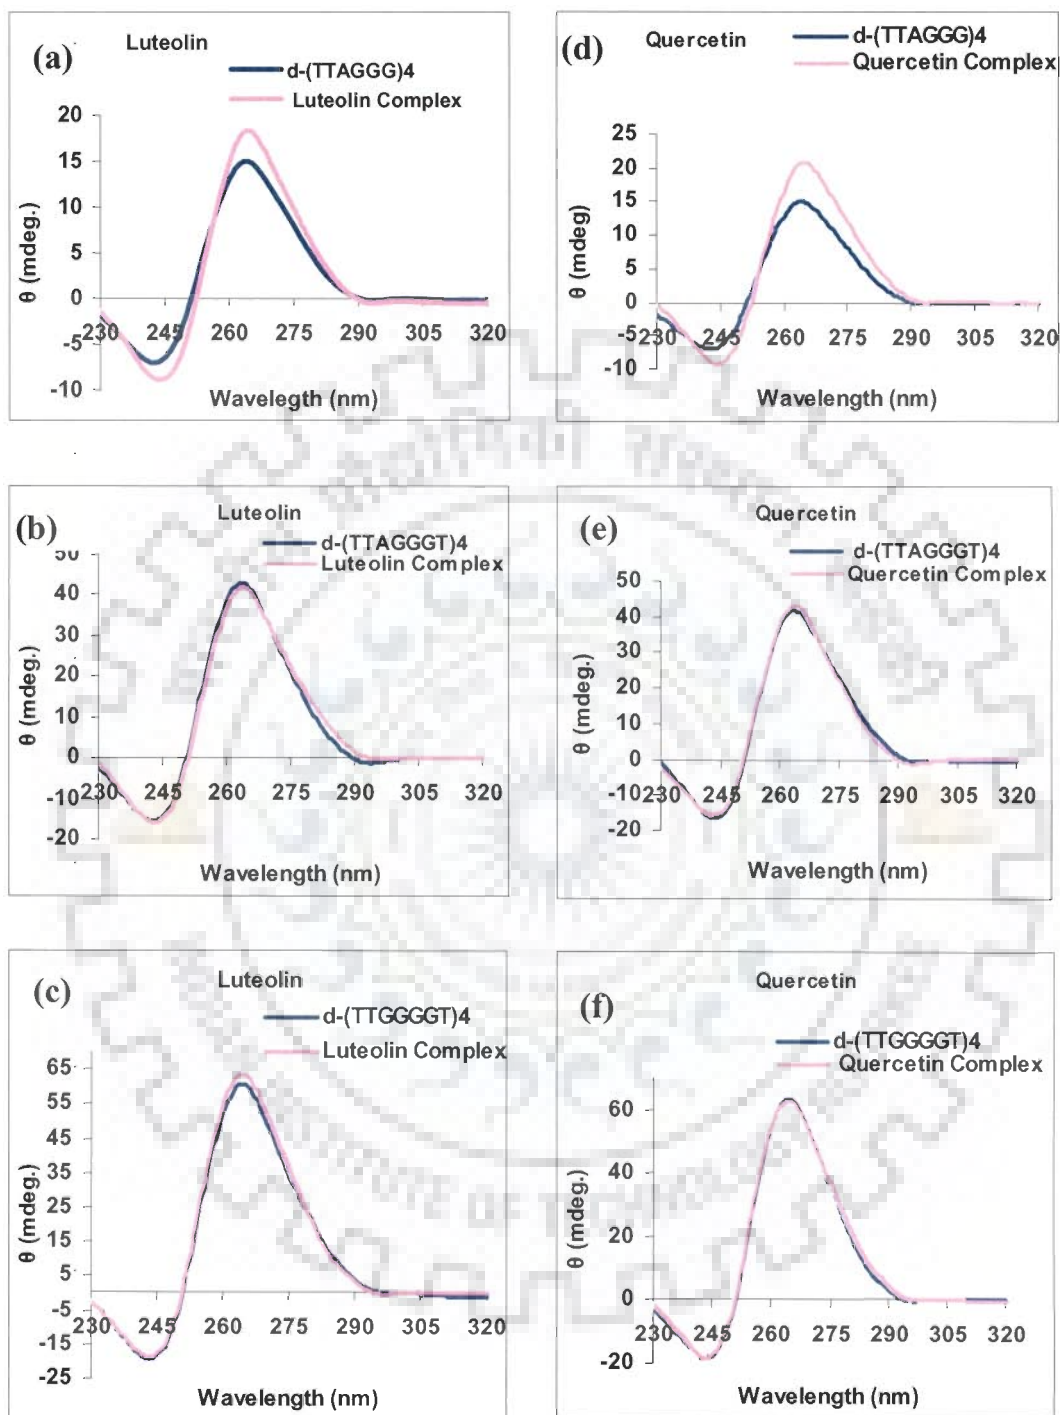 (a)
Luteolin
d-(TTAGGG)4
Luteolin Complex
20
15
10
5
0
-5
-10
230 245 260 275 290 305 320
θ (mdeg.)
Wavelegth (nm)
(d)
Quercetin
d-(TTAGGG)4
Quercetin Complex
25
20
15
10
5
0
-5
-10
230 245 260 275 290 305 320
θ (mdeg)
Wavelength (nm)
(b)
Luteolin
d-(TTAGGGT)4
Luteolin Complex
50
40
30
20
10
0
-10
-20
230 245 260 275 290 305 320
θ (mdeg.)
Wavelength (nm)
(e)
Quercetin
d-(TTAGGGT)4
Quercetin Complex
50
40
30
20
10
0
-10
-20
230 245 260 275 290 305 320
θ (mdeg.)
Wavelength (nm)
(c)
Luteolin
d-(TTGGGGT)4
Luteolin Complex
65
55
45
35
25
15
5
-5
-15
-25
230 245 260 275 290 305 320
θ (mdeg.)
Wavelength (nm)
(f)
Quercetin
d-(TTGGGGT)4
Quercetin Complex
60
40
20
0
-20
230 245 260 275 290 305 320
θ (mdeg.)
Wavelength (nm)